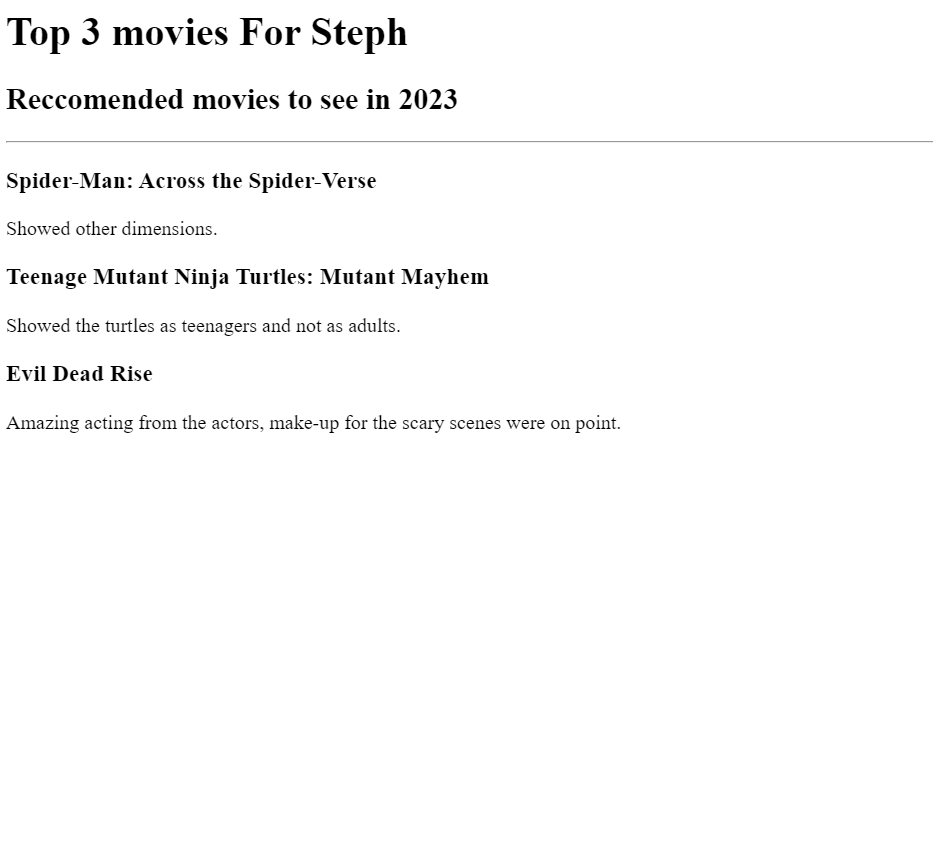 Top 3 movies For Steph
Reccomended movies to see in 2023
Spider-Man: Across the Spider-Verse
Showed other dimensions.
Teenage Mutant Ninja Turtles: Mutant Mayhem
Showed the turtles as teenagers and not as adults.
Evil Dead Rise
Amazing acting from the actors, make-up for the scary scenes were on point.